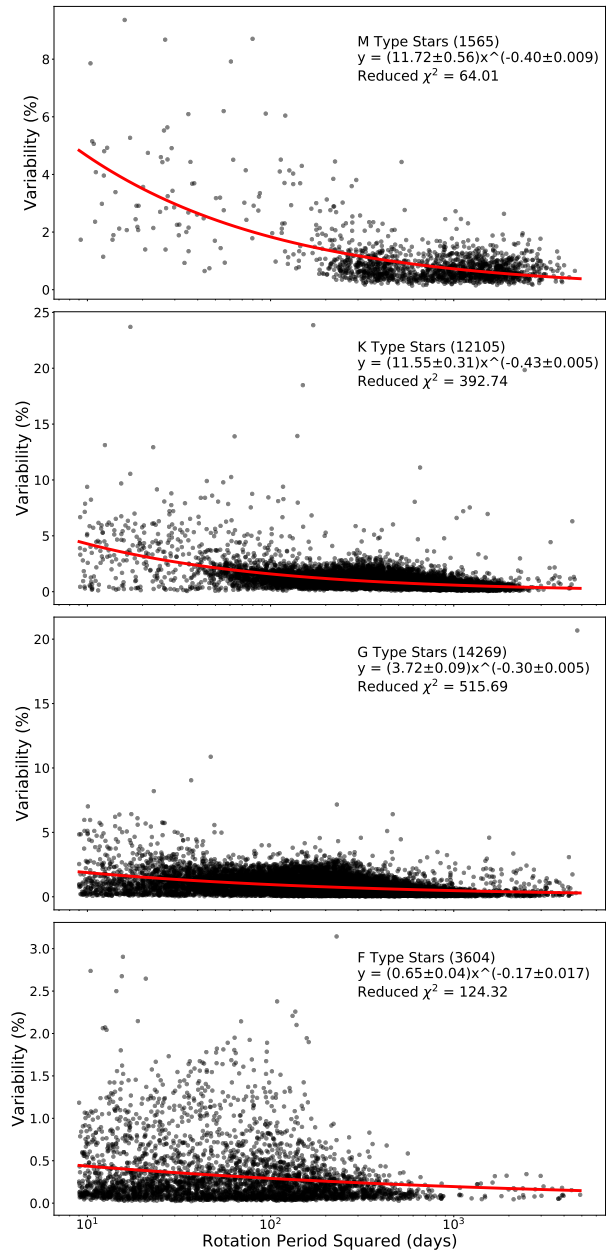 M Type Stars (1565)
y = (11.72±0.56)x^(-0.40±0.009)
Reduced χ² = 64.01
Variability (%)
8
6
4
2
0
K Type Stars (12105)
y = (11.55±0.31)x^(-0.43±0.005)
Reduced χ² = 392.74
Variability (%)
25
20
15
10
5
0
G Type Stars (14269)
y = (3.72±0.09)x^(-0.30±0.005)
Reduced χ² = 515.69
Variability (%)
20
15
10
5
0
F Type Stars (3604)
y = (0.65±0.04)x^(-0.17±0.017)
Reduced χ² = 124.32
Variability (%)
3.0
2.5
2.0
1.5
1.0
0.5
0.0
10¹ 10² 10³
Rotation Period Squared (days)